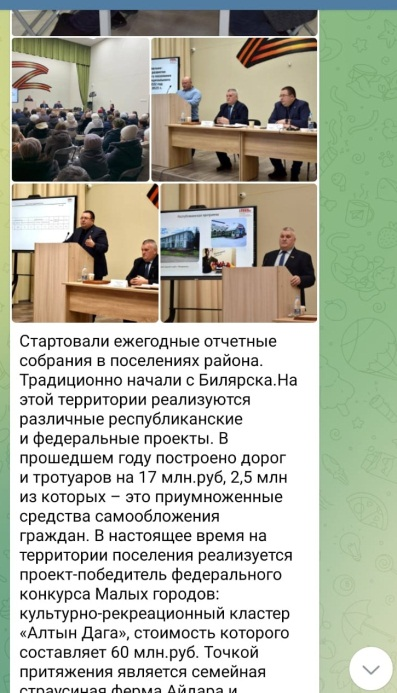 Стартовали ежегодные отчетные
собрания в поселениях района.
Традиционно начали с Билярска.На
этой территории реализуются
различные республиканские
и федеральные проекты. В
прошедшем году построено дорог
и тротуаров на 17 млн.руб, 2,5 млн
из которых – это приумноженные
средства самообложения
граждан. В настоящее время на
территории поселения реализуется
проект-победитель федерального
конкурса Малых городов:
культурно-рекреационный кластер
«Алтын Дага», стоимость которого
составляет 60 млн.руб. Точкой
притяжения является семейная
страусиная ферма Айдара и